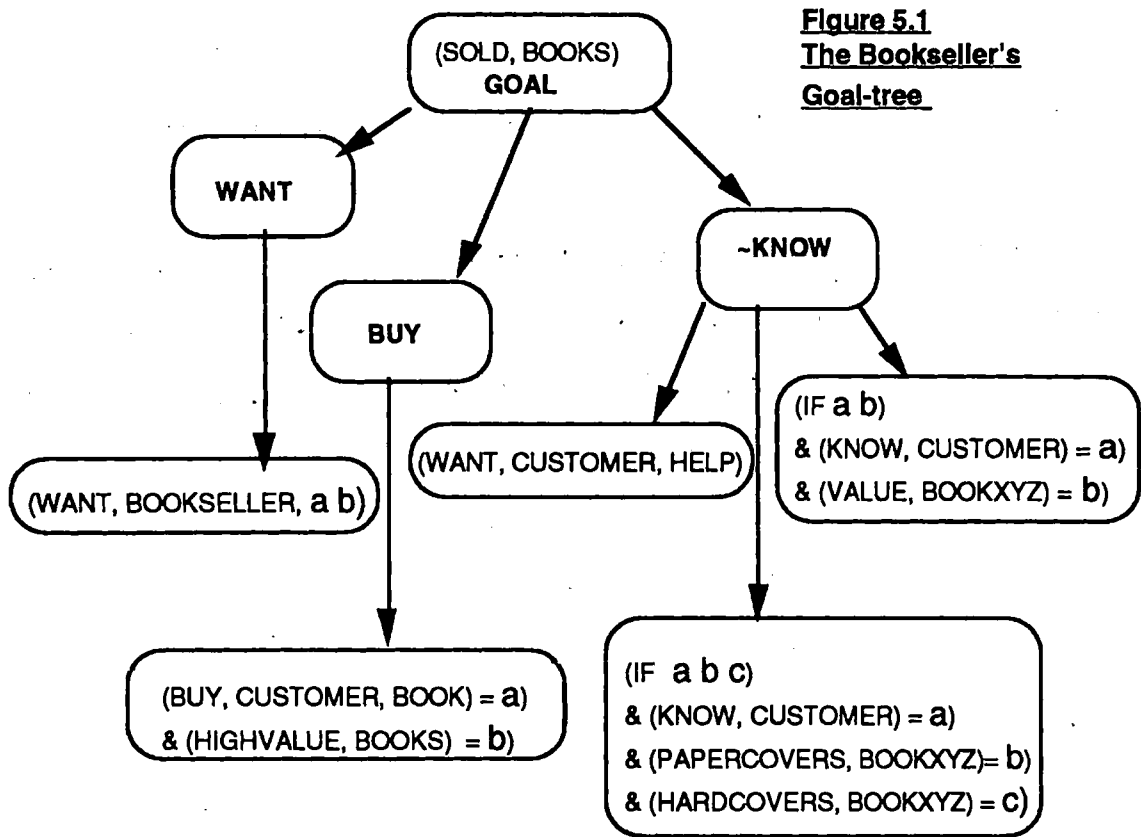 Figure 5.1
The Bookseller's
Goal-tree
(SOLD, BOOKS)
GOAL
WANT
~KNOW
BUY
(WANT, BOOKSELLER, a b)
(WANT, CUSTOMER, HELP)
(IF a b)
& (KNOW, CUSTOMER) = a)
& (VALUE, BOOKXYZ) = b)
(BUY, CUSTOMER, BOOK) = a)
& (HIGHVALUE, BOOKS) = b)
(IF a b c)
& (KNOW, CUSTOMER) = a)
& (PAPERCOVERS, BOOKXYZ)= b)
& (HARDCOVERS, BOOKXYZ) = c)